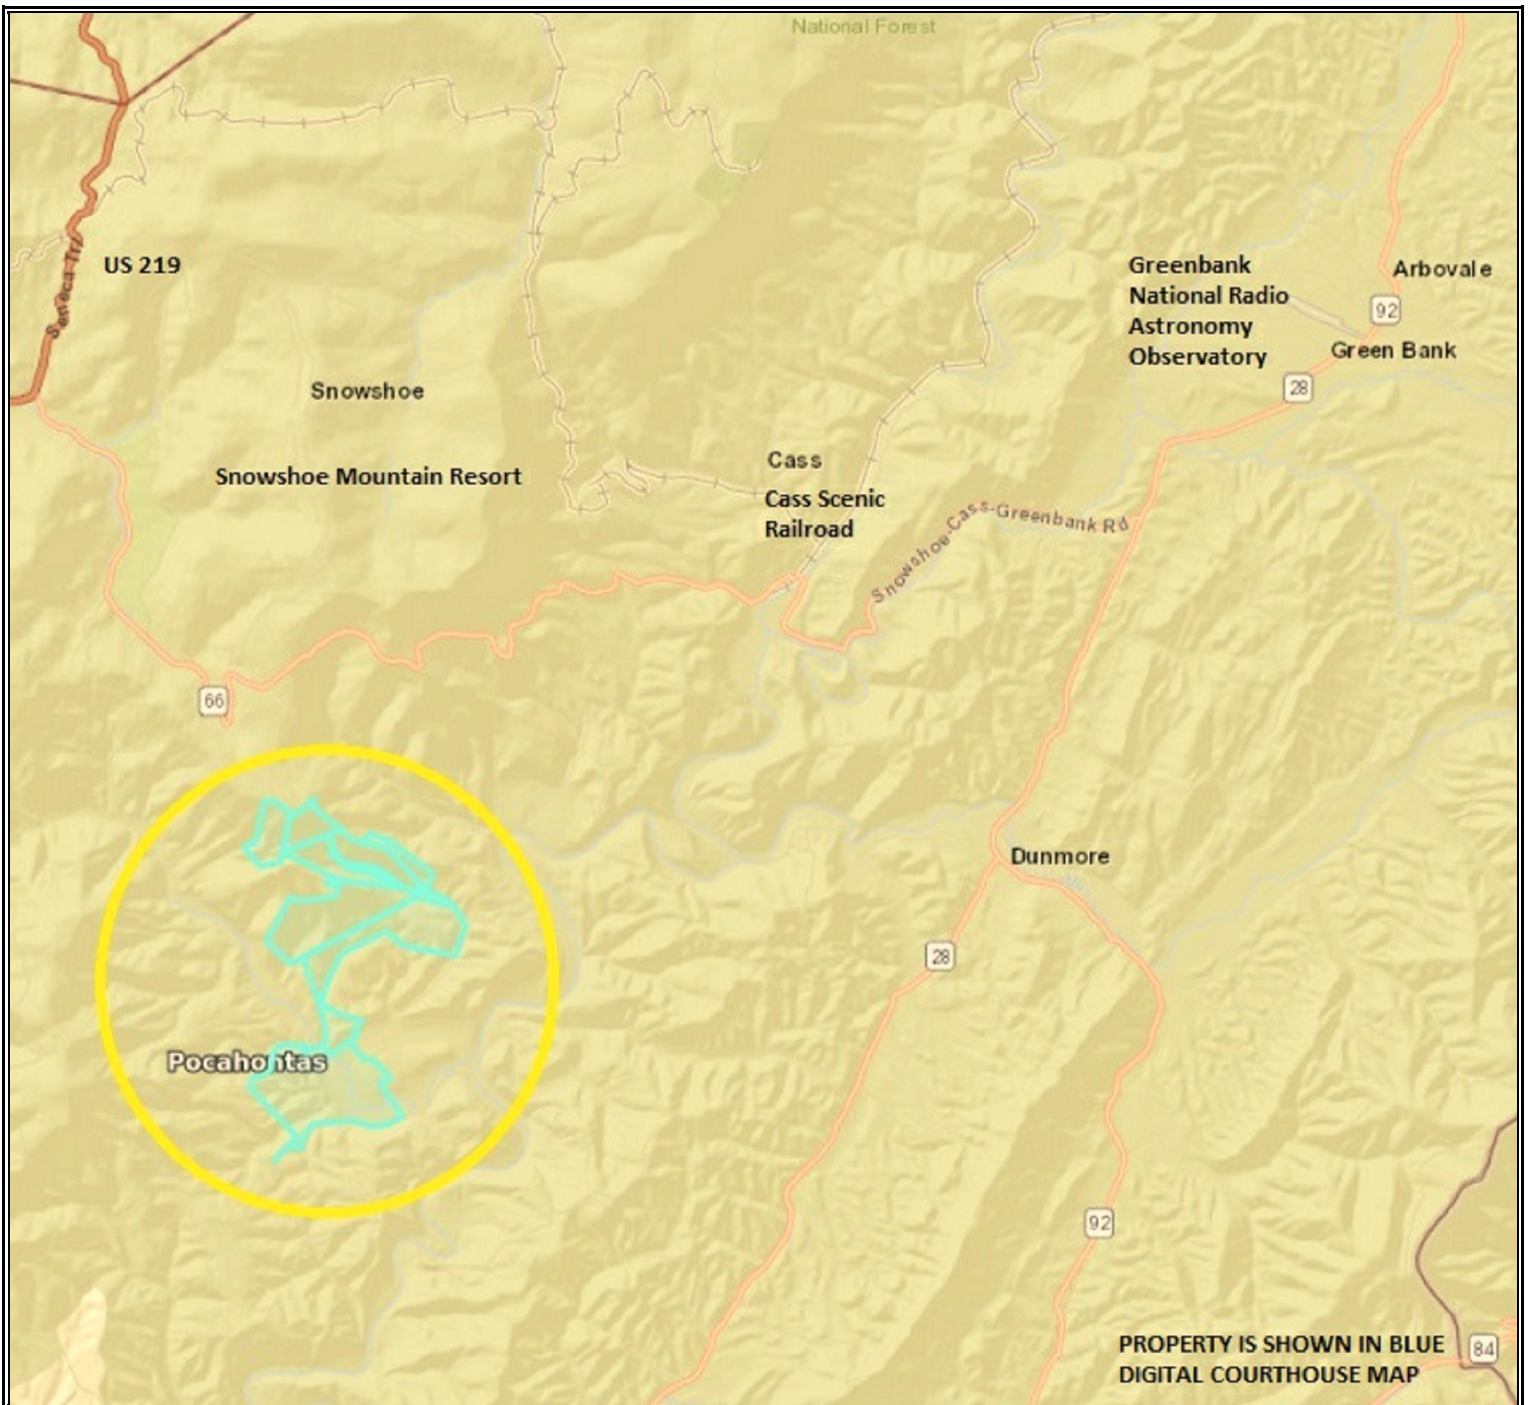 National Forest
US 219
Seneca Trl
Greenbank
National Radio
Astronomy
Observatory
Arbovale
92
Green Bank
28
Snowshoe
Snowshoe Mountain Resort
Cass
Cass Scenic
Railroad
Snowshoe-Cass-Greenbank Rd
66
Dunmore
28
Pocahontas
92
PROPERTY IS SHOWN IN BLUE
DIGITAL COURTHOUSE MAP
84